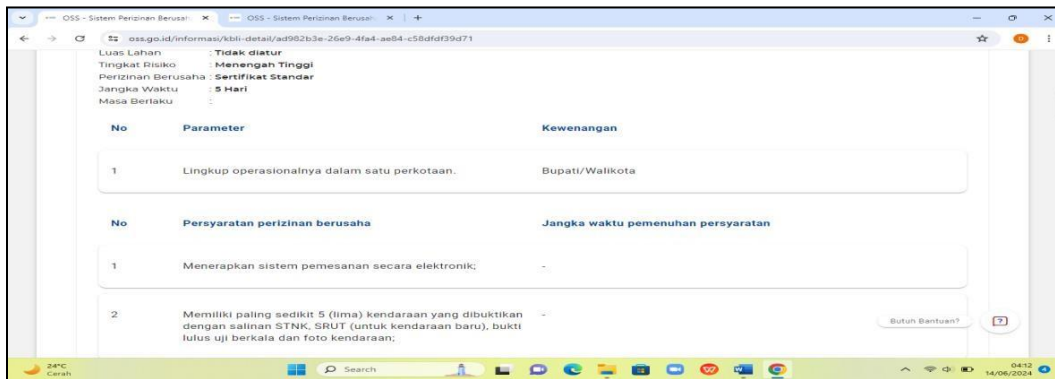 OSS - Sistem Perizinan Berusah
OSS - Sistem Perizinan Berusah
oss.go.id/informasi/kbli-detail/ad982b3e-26e9-4fa4-ae84-c58dfdf39d71
Luas Lahan : Tidak diatur
Tingkat Risiko : Menengah Tinggi
Perizinan Berusaha : Sertifikat Standar
Jangka Waktu : 5 Hari
Masa Berlaku :
No Parameter Kewenangan
1 Lingkup operasionalnya dalam satu perkotaan. Bupati/Walikota
No Persyaratan perizinan berusaha Jangka waktu pemenuhan persyaratan
1 Menerapkan sistem pemesanan secara elektronik; -
2 Memiliki paling sedikit 5 (lima) kendaraan yang dibuktikan -
dengan salinan STNK, SRUT (untuk kendaraan baru), bukti
lulus uji berkala dan foto kendaraan;
Butuh Bantuan?
24°C
Cerah
Search
04:12
14/06/2024